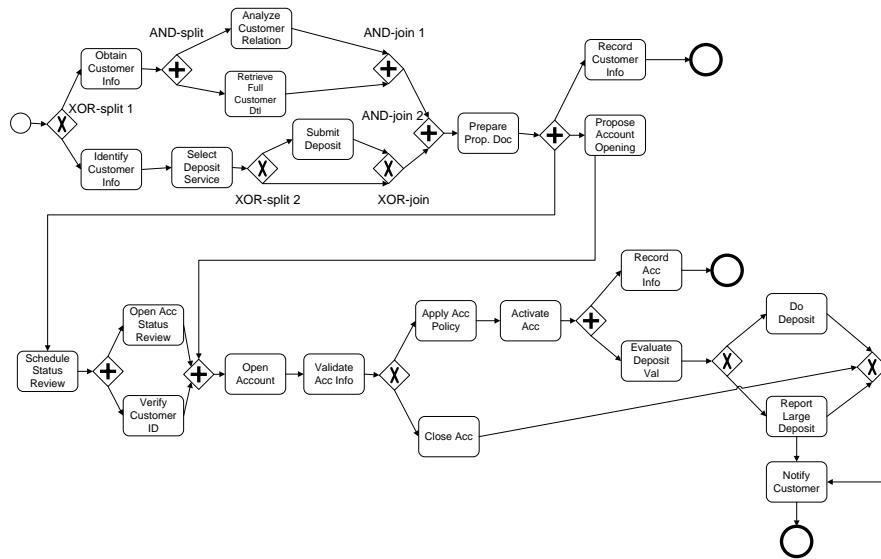 AND-split
Analyze
Customer
Relation
AND-join 1
Obtain
Customer
Info
Retrieve
Full
Customer
Dtl
Record
Customer
Info
XOR-split 1
AND-join 2
Submit
Deposit
Prepare
Prop. Doc
Propose
Account
Opening
Identify
Customer
Info
Select
Deposit
Service
XOR-split 2
XOR-join
Record
Acc
Info
Open Acc
Status
Review
Apply Acc
Policy
Activate
Acc
Do
Deposit
Schedule
Status
Review
Open
Account
Validate
Acc Info
Evaluate
Deposit
Val
Verify
Customer
ID
Close Acc
Report
Large
Deposit
Notify
Customer